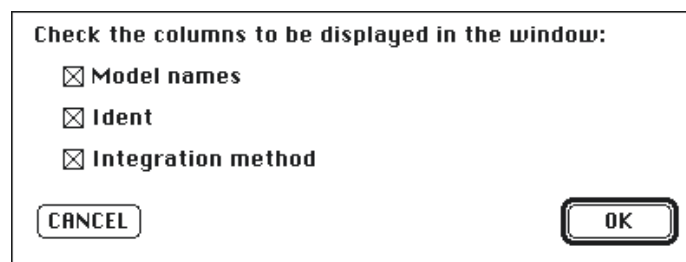 Check the columns to be displayed in the window:
Model names
Ident
Integration method
CANCEL OK